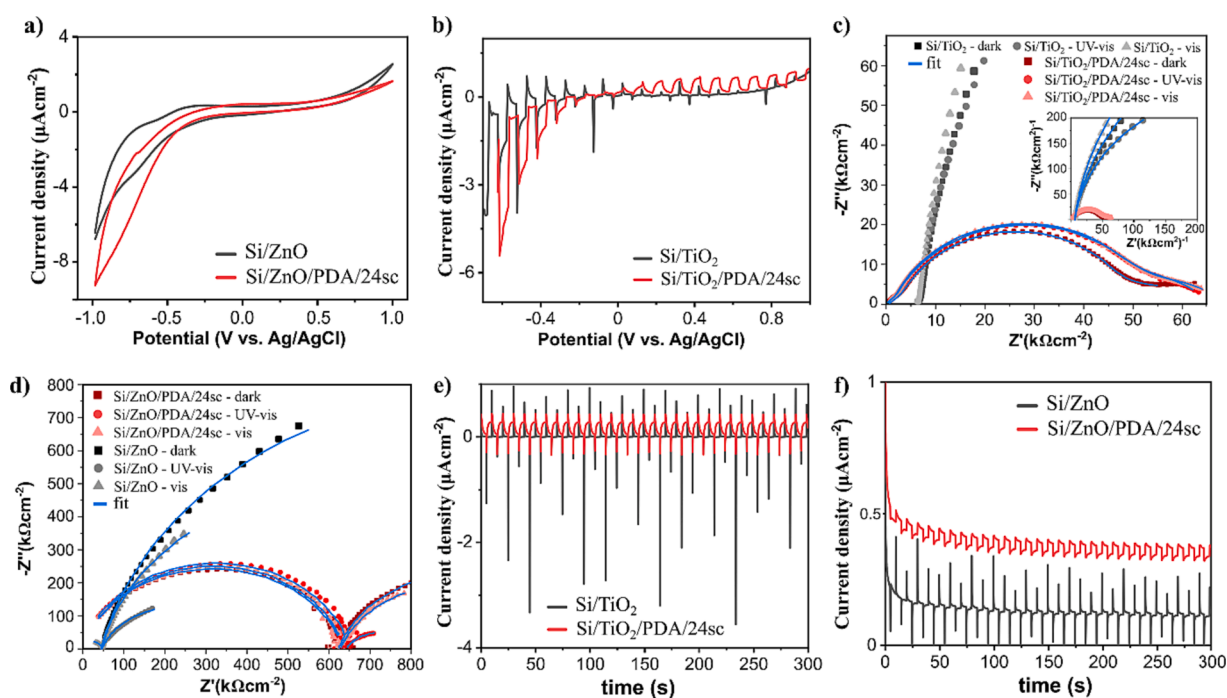 a)
4
0
-4
-8
-1.0
-0.5
0
0.5
1.0
Current density (µAcm⁻²)
Potential (V vs. Ag/AgCl)
Si/ZnO
Si/ZnO/PDA/24sc
b)
3
0
-3
-6
-0.4
0
0.4
0.8
Current density (µAcm⁻²)
Potential (V vs. Ag/AgCl)
Si/TiO₂
Si/TiO₂/PDA/24sc
c)
Si/TiO₂ - dark
Si/TiO₂ - UV-vis
Si/TiO₂ - vis
fit
Si/TiO₂/PDA/24sc - dark
Si/TiO₂/PDA/24sc - UV-vis
Si/TiO₂/PDA/24sc - vis
70
60
50
40
30
20
10
0
0
10
20
30
40
50
60
-Z''(kΩcm⁻²)
Z'(kΩcm⁻²)
200
150
100
50
50
100
150
200
-Z''(kΩcm⁻²)⁻¹
Z'(kΩcm⁻²)⁻¹
d)
800
700
600
500
400
300
200
100
0
0
100
200
300
400
500
600
700
800
-Z''(kΩcm⁻²)
Z'(kΩcm⁻²)
Si/ZnO/PDA/24sc - dark
Si/ZnO/PDA/24sc - UV-vis
Si/ZnO/PDA/24sc - vis
Si/ZnO - dark
Si/ZnO - UV-vis
Si/ZnO - vis
fit
e)
0
-2
-4
0
50
100
150
200
250
300
Current density (µAcm⁻²)
time (s)
Si/TiO₂
Si/TiO₂/PDA/24sc
f)
1
0.5
0
0
50
100
150
200
250
300
Current density (µAcm⁻²)
time (s)
Si/ZnO
Si/ZnO/PDA/24sc